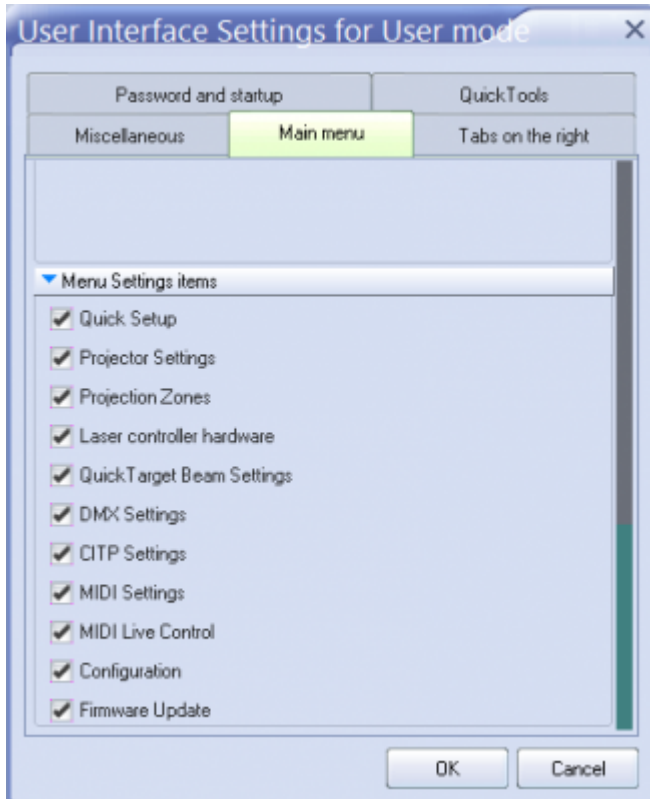 User Interface Settings for User mode
Password and startup
QuickTools
Miscellaneous
Main menu
Tabs on the right
Menu Settings items
Quick Setup
Projector Settings
Projection Zones
Laser controller hardware
QuickTarget Beam Settings
DMX Settings
CITP Settings
MIDI Settings
MIDI Live Control
Configuration
Firmware Update
OK
Cancel